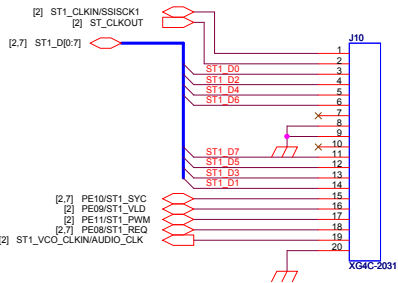 [2] ST1_CLKIN/SSISCK1
[2] ST_CLKOUT
[2,7] ST1_D[0:7]
J10
1
2
ST1_D0 3
ST1_D2 4
ST1_D4 5
ST1_D6 6
7
8
9
10
ST1_D7 11
ST1_D5 12
ST1_D3 13
ST1_D1 14
[2,7] PE10/ST1_SYC 15
[2] PE09/ST1_VLD 16
[2] PE11/ST1_PWM 17
[2,7] PE08/ST1_REQ 18
[2] ST1_VCO_CLKIN/AUDIO_CLK 19
20
XG4C-2031